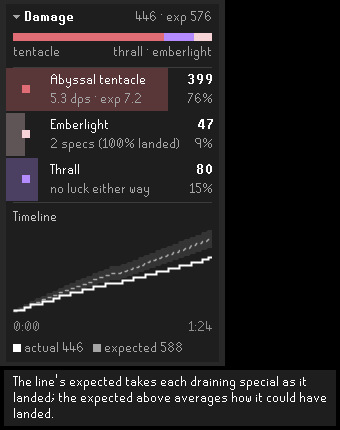 Damage 446 · exp 576
tentacle thrall · emberlight
Abyssal tentacle 399
5.3 dps · exp 7.2 76%
Emberlight 47
2 specs (100% landed) 9%
Thrall 80
no luck either way 15%
Timeline
0:00 1:24
actual 446 expected 588
The line's expected takes each draining special as it
landed; the expected above averages how it could have
landed.